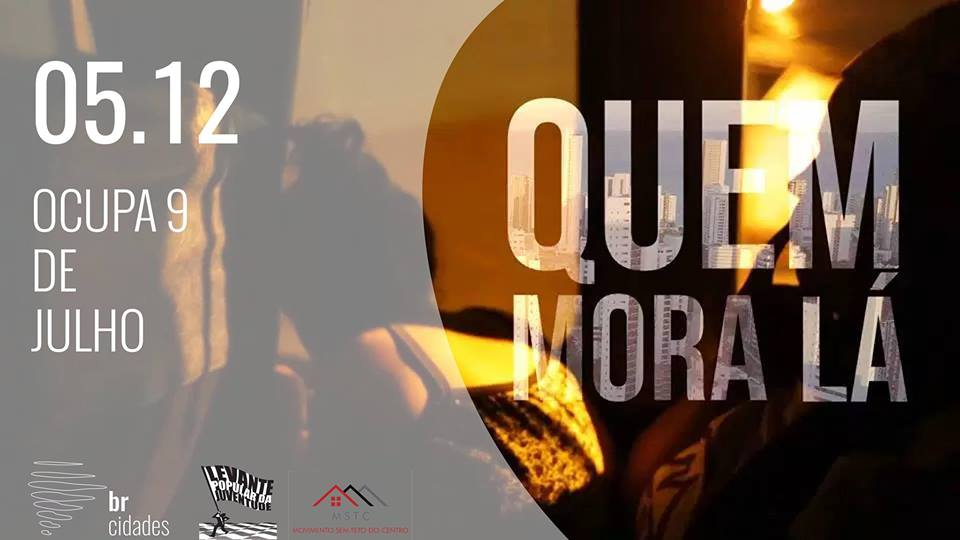 05.12
OCUPA 9
DE
JULHO
QUEM
MORA LÁ
br
cidades
LEVANTE
POPULAR DA
JUVENTUDE
MSTC
MOVIMENTO SEM TETO DO CENTRO